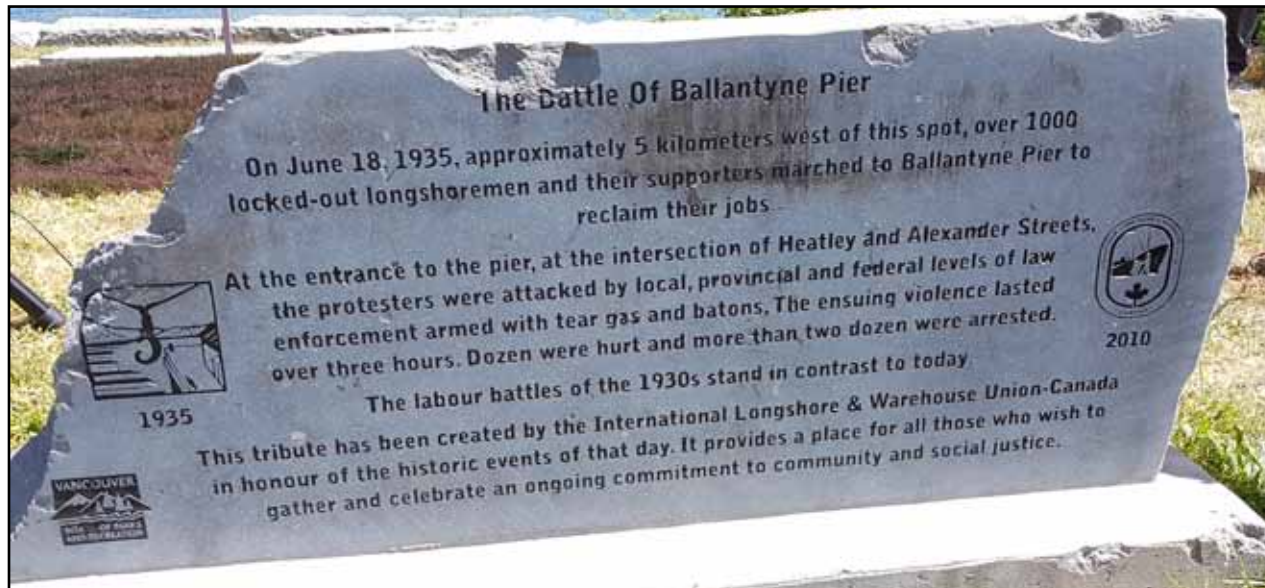 The Battle Of Ballantyne Pier
On June 18, 1935, approximately 5 kilometers west of this spot, over 1000
locked-out longshoremen and their supporters marched to Ballantyne Pier to
reclaim their jobs.
At the entrance to the pier, at the intersection of Heatley and Alexander Streets,
the protesters were attacked by local, provincial and federal levels of law
enforcement armed with tear gas and batons. The ensuing violence lasted
over three hours. Dozen were hurt and more than two dozen were arrested.
The labour battles of the 1930s stand in contrast to today.
This tribute has been created by the International Longshore & Warehouse Union-Canada
in honour of the historic events of that day. It provides a place for all those who wish to
gather and celebrate an ongoing commitment to community and social justice.
1935
2010
VANCOUVER
OF PARKS
AND RECREATION